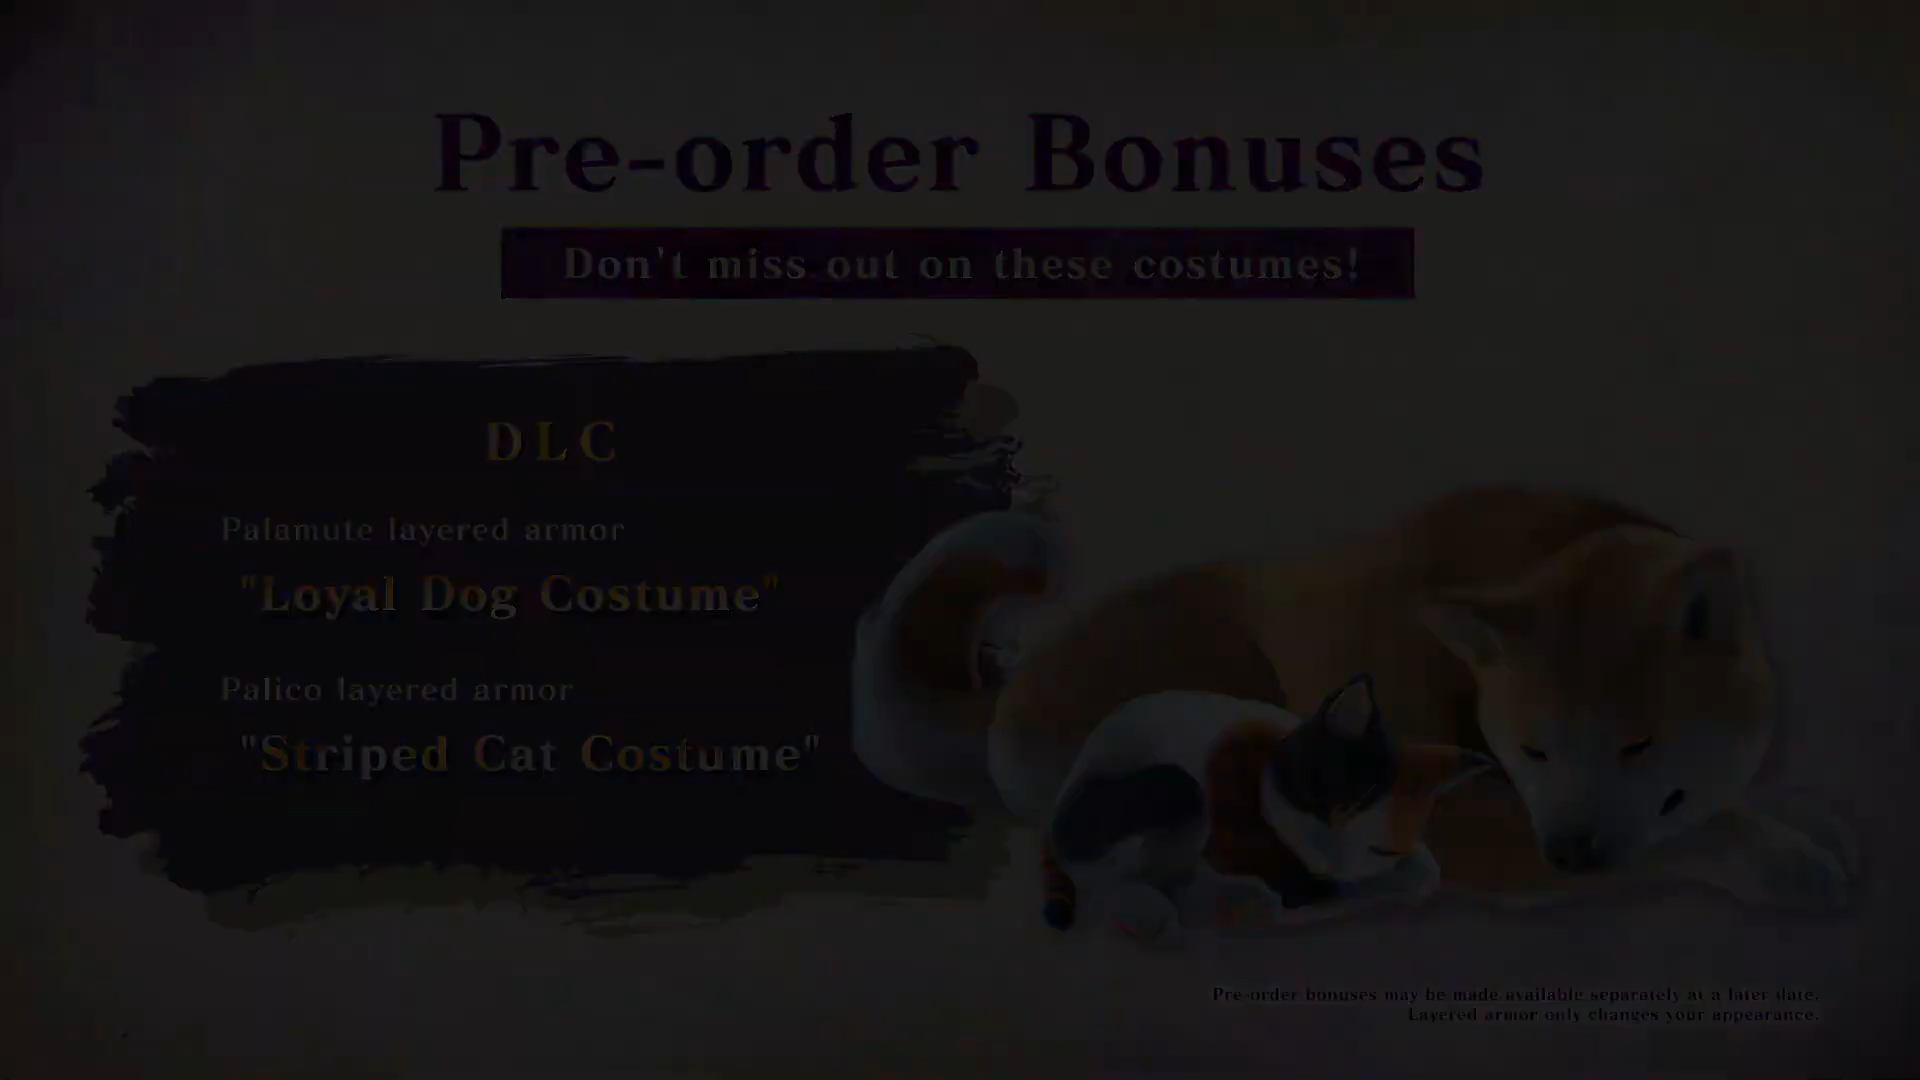 Pre-order Bonuses
Don't miss out on these costumes!
DLC
Palamute layered armor
"Loyal Dog Costume"
Palico layered armor
"Striped Cat Costume"
Pre-order bonuses may be made available separately at a later date.
Layered armor only changes your appearance.